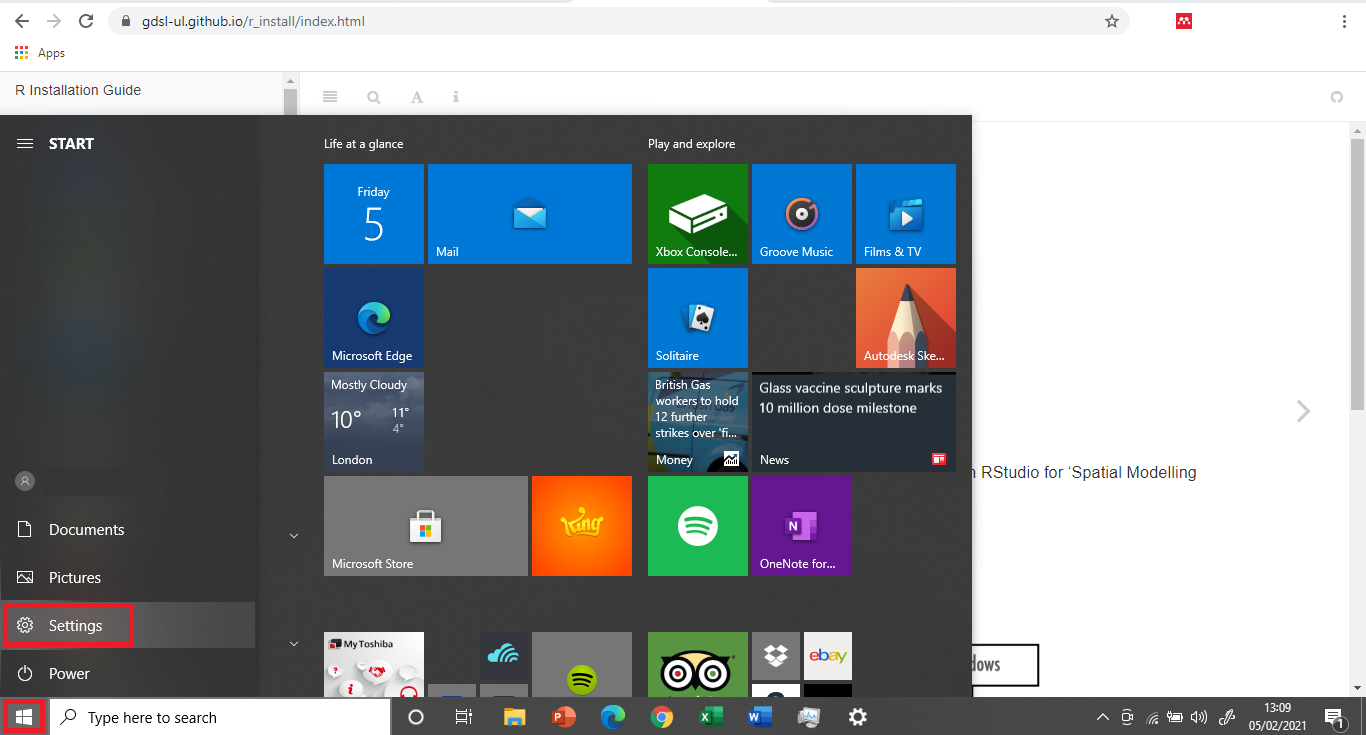 gdsl-ul.github.io/r_install/index.html
Apps
R Installation Guide
A
i
START
Life at a glance
Play and explore
Friday
5
Mail
Xbox Console...
Groove Music
Films & TV
Microsoft Edge
Solitaire
Autodesk Ske...
Mostly Cloudy
10°
11°
4°
London
British Gas
workers to hold
12 further
strikes over 'fi...
Money
Glass vaccine sculpture marks
10 million dose milestone
News
RStudio for ‘Spatial Modelling
Microsoft Store
King
N
OneNote for...
Documents
Pictures
Settings
Power
My Toshiba
ebay
dows
Type here to search
13:09
05/02/2021
1